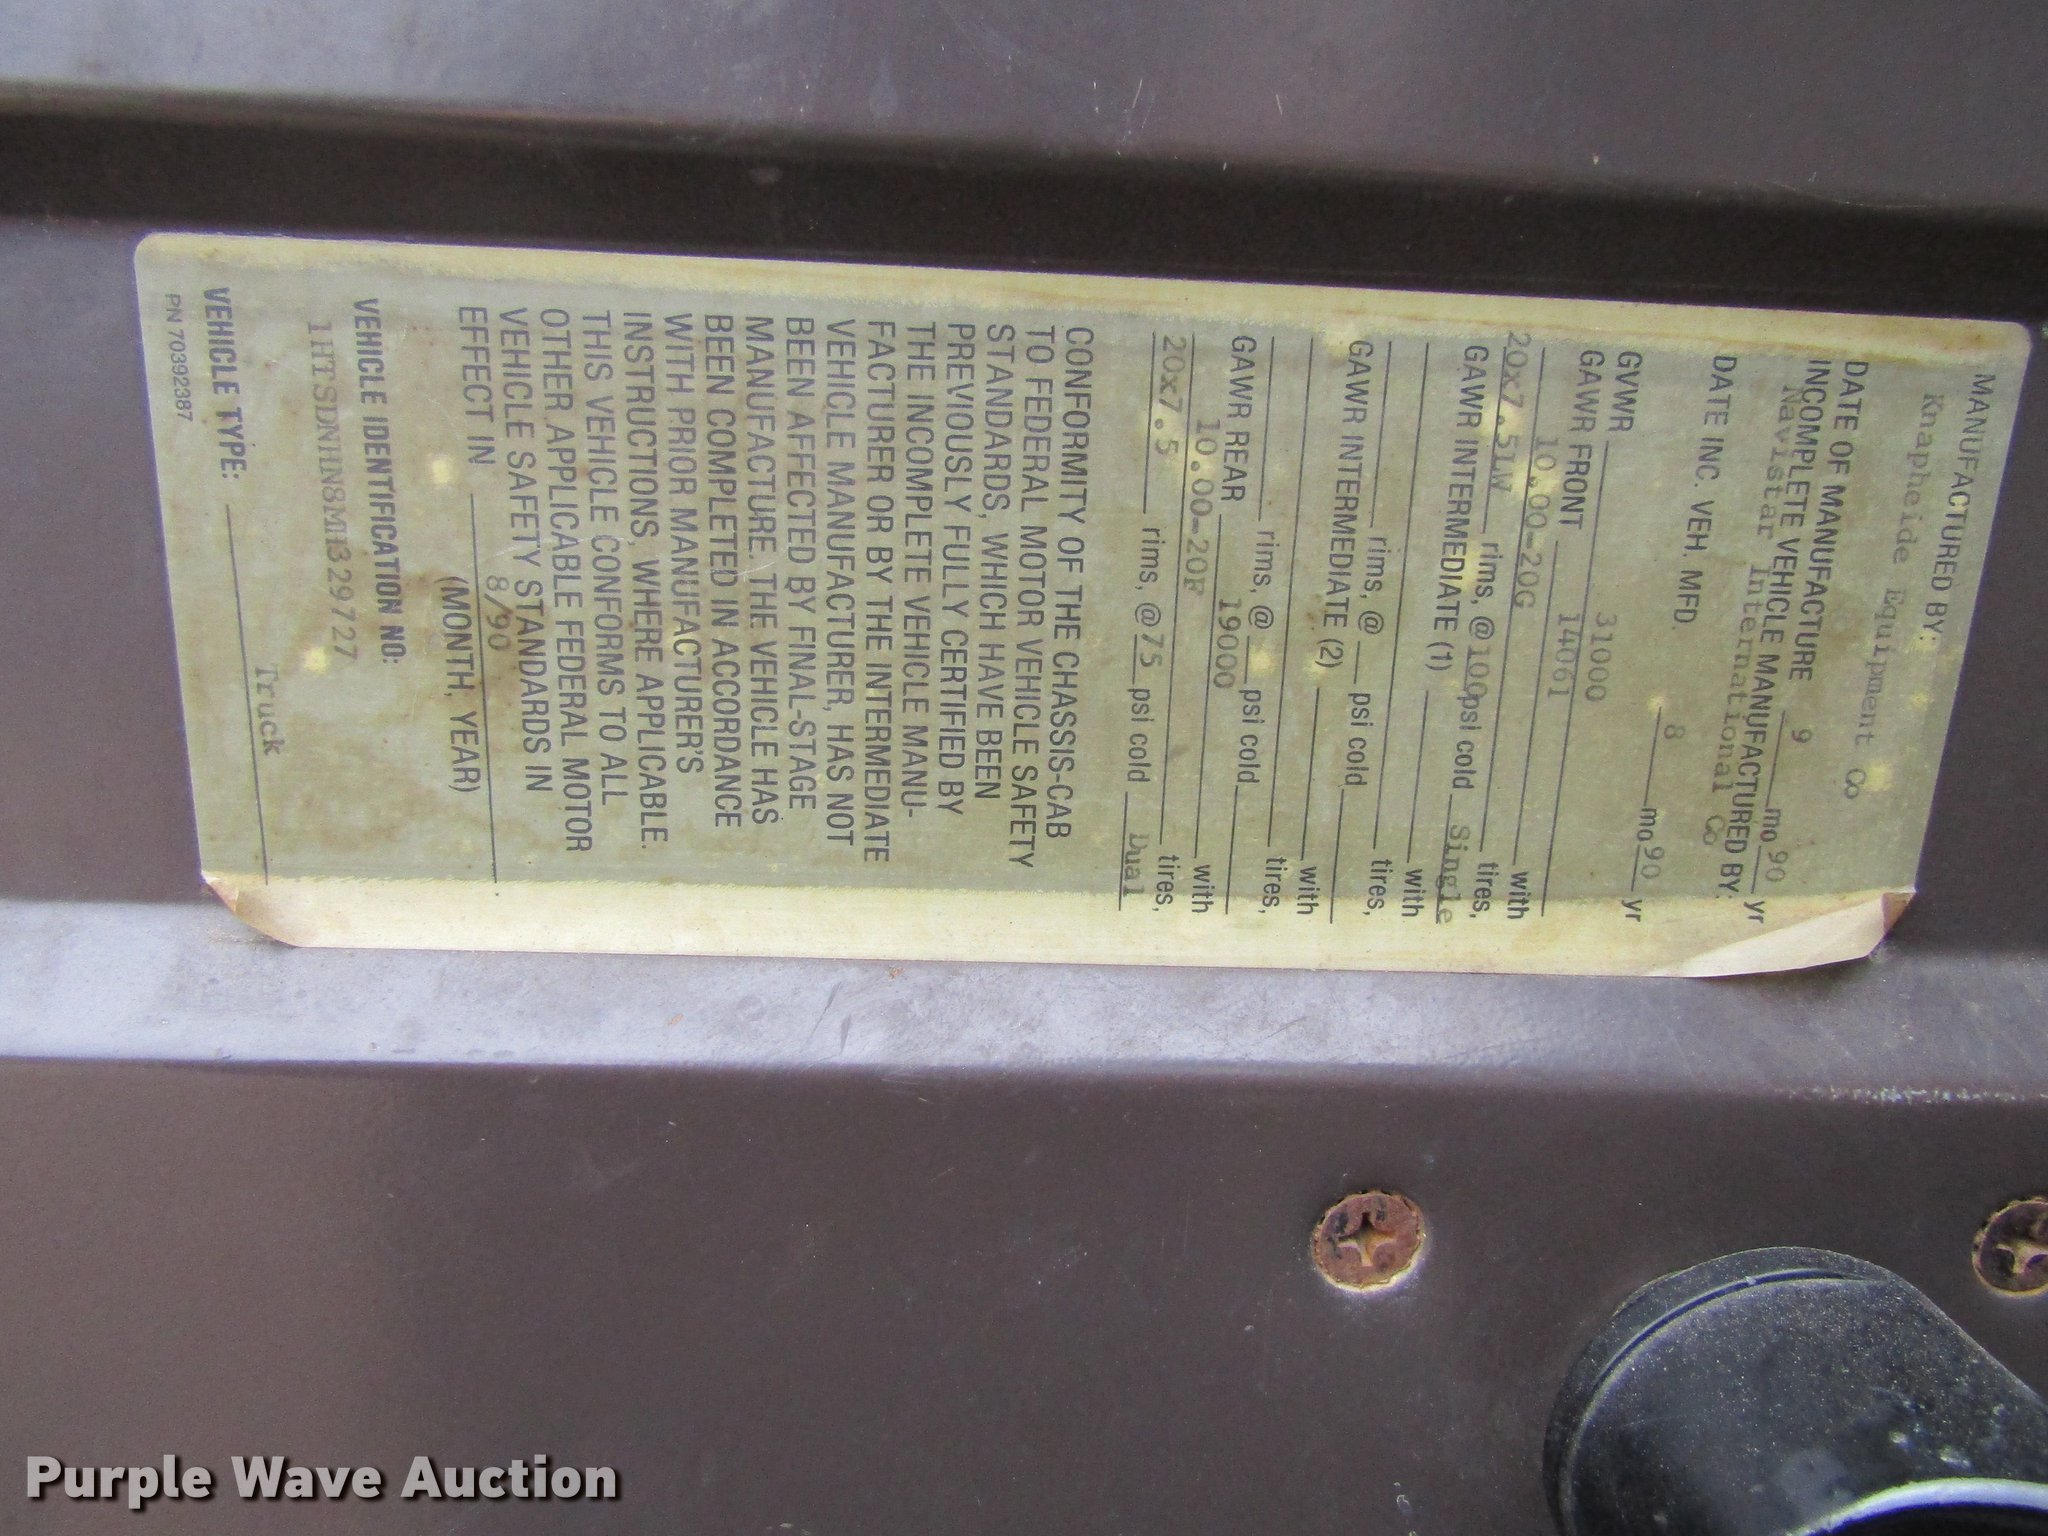 MANUFACTURED BY:
Knapheide Equipment Co
DATE OF MANUFACTURE 9 mo 90 yr
INCOMPLETE VEHICLE MANUFACTURED BY:
Navistar International Co
DATE INC. VEH. MFD. 8 mo 90 yr
GVWR 31000
GAWR FRONT 14061
10.00-20G with
20x7.5LW rims, @ 100 psi cold Single tires,
GAWR INTERMEDIATE (1)
with
rims, @ psi cold tires,
GAWR INTERMEDIATE (2)
with
rims, @ psi cold tires,
GAWR REAR 19000
10.00-20F with
20x7.5 rims, @ 75 psi cold Dual tires,
CONFORMITY OF THE CHASSIS-CAB
TO FEDERAL MOTOR VEHICLE SAFETY
STANDARDS, WHICH HAVE BEEN
PREVIOUSLY FULLY CERTIFIED BY
THE INCOMPLETE VEHICLE MANU-
FACTURER OR BY THE INTERMEDIATE
VEHICLE MANUFACTURER, HAS NOT
BEEN AFFECTED BY FINAL-STAGE
MANUFACTURE. THE VEHICLE HAS
BEEN COMPLETED IN ACCORDANCE
WITH PRIOR MANUFACTURER'S
INSTRUCTIONS, WHERE APPLICABLE.
THIS VEHICLE CONFORMS TO ALL
OTHER APPLICABLE FEDERAL MOTOR
VEHICLE SAFETY STANDARDS IN
EFFECT IN 8/90
(MONTH, YEAR)
VEHICLE IDENTIFICATION NO:
1HTSDNHN8MH329727
VEHICLE TYPE: Truck
PN 70392387
Purple Wave Auction